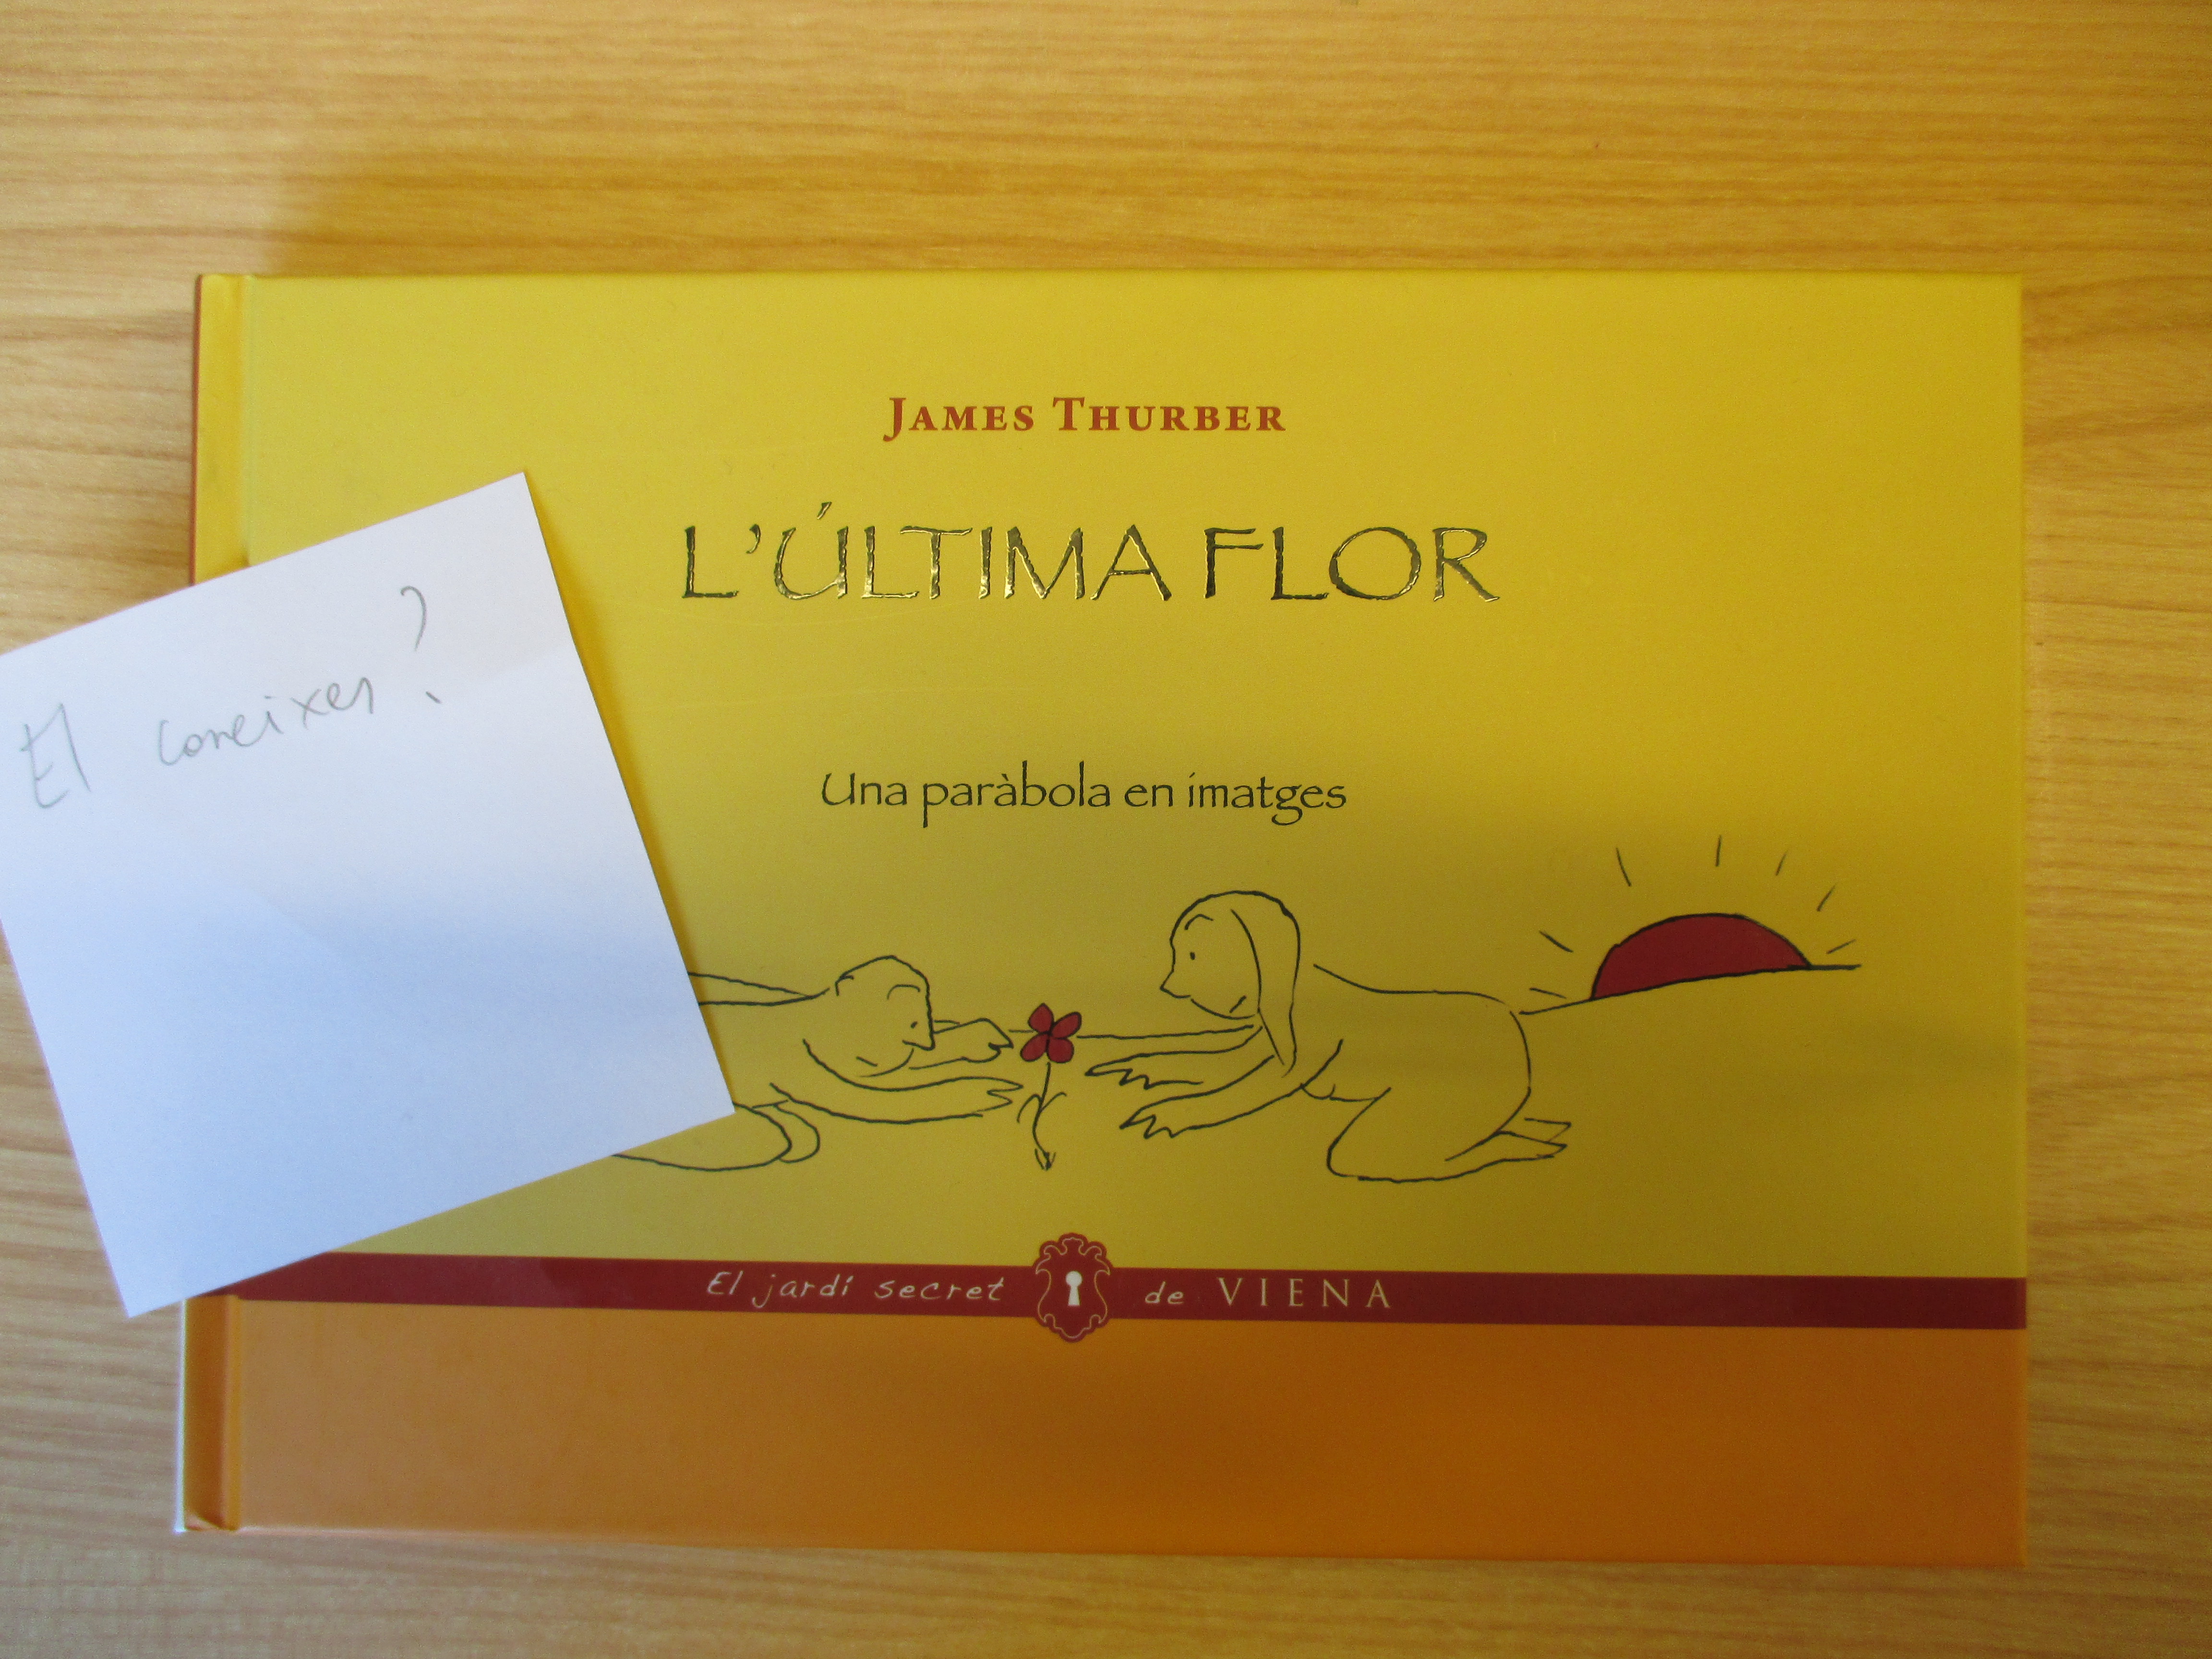 JAMES THURBER
L'ÚLTIMA FLOR
El coneixes?
Una paràbola en imatges
El jardí secret de VIENA